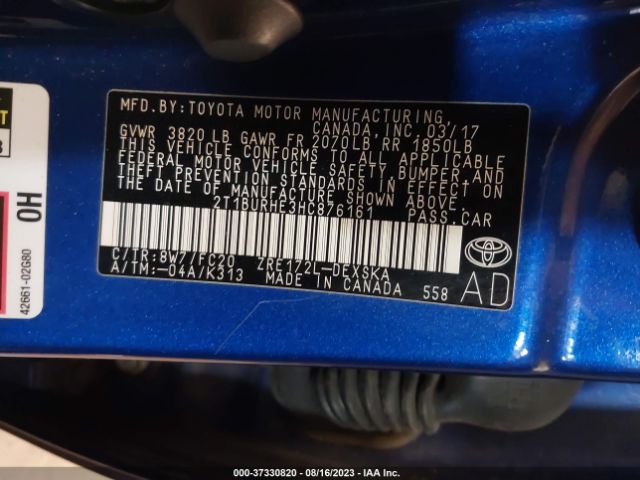 MFD.BY:TOYOTA MOTOR MANUFACTURING,
CANADA, INC. 03/17
GVWR 3820 LB GAWR FR 2020LB RR 1850LB
THIS VEHICLE CONFORMS TO ALL APPLICABLE
FEDERAL MOTOR VEHICLE SAFETY, BUMPER, AND
THEFT PREVENTION STANDARDS IN EFFECT ON
THE DATE OF MANUFACTURE SHOWN ABOVE.
2T1BURHE3HC876161 PASS.CAR
C/TR:8W7/FC20 ZRE172L-DEXSKA
A/TM:-04A/K313 MADE IN CANADA 558
AD
0H
42661-02G80
000-37330820 - 08/16/2023 - IAA Inc.